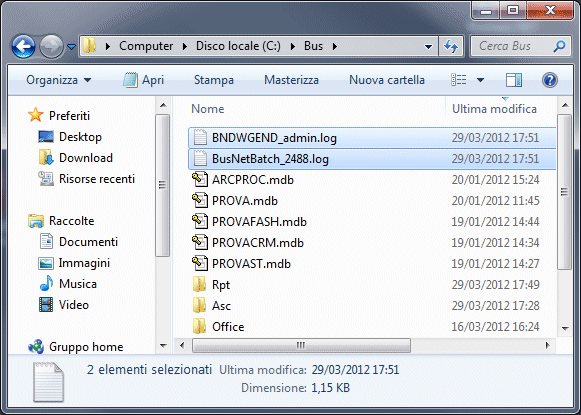 Computer ▸ Disco locale (C:) ▸ Bus ▸
Cerca Bus
Organizza Apri Stampa Masterizza Nuova cartella
Nome Ultima modifica
Preferiti
Desktop
Download
Risorse recenti
Raccolte
Documenti
Immagini
Musica
Video
Gruppo home
BNDWGEND_admin.log 29/03/2012 17:51
BusNetBatch_2488.log 29/03/2012 17:51
ARCPROC.mdb 20/01/2012 15:24
PROVA.mdb 20/01/2012 11:45
PROVAFASH.mdb 19/01/2012 14:44
PROVACRM.mdb 19/01/2012 14:34
PROVAST.mdb 19/01/2012 14:27
Rpt 29/03/2012 17:49
Asc 29/03/2012 17:28
Office 16/03/2012 16:24
2 elementi selezionati Ultima modifica: 29/03/2012 17:51
Dimensione: 1,15 KB